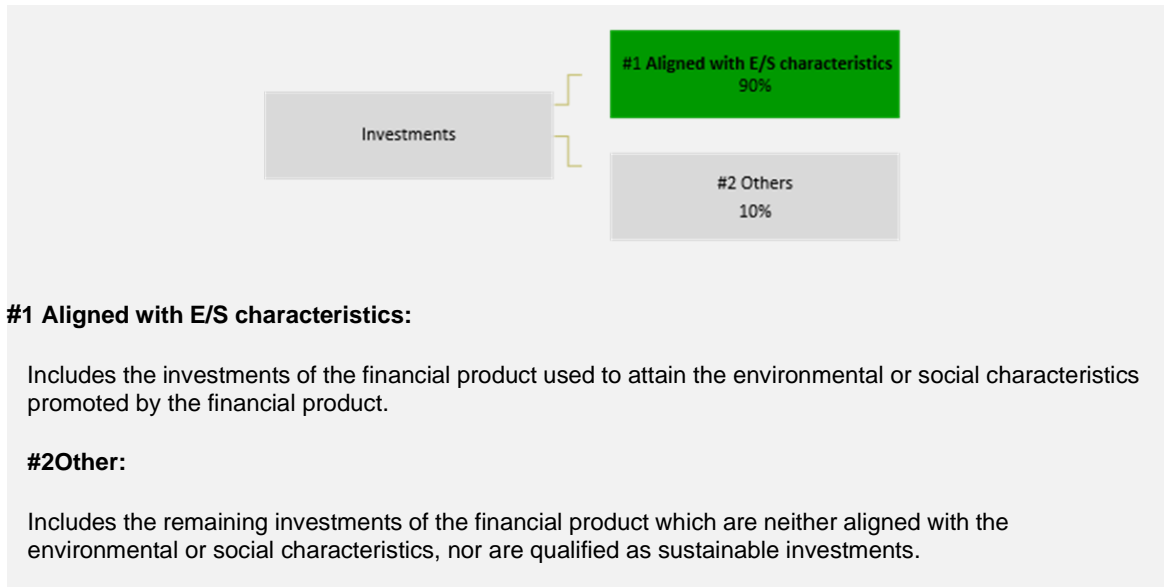 #1 Aligned with E/S characteristics
90%
Investments
#2 Others
10%
#1 Aligned with E/S characteristics:
Includes the investments of the financial product used to attain the environmental or social characteristics
promoted by the financial product.
#2Other:
Includes the remaining investments of the financial product which are neither aligned with the
environmental or social characteristics, nor are qualified as sustainable investments.